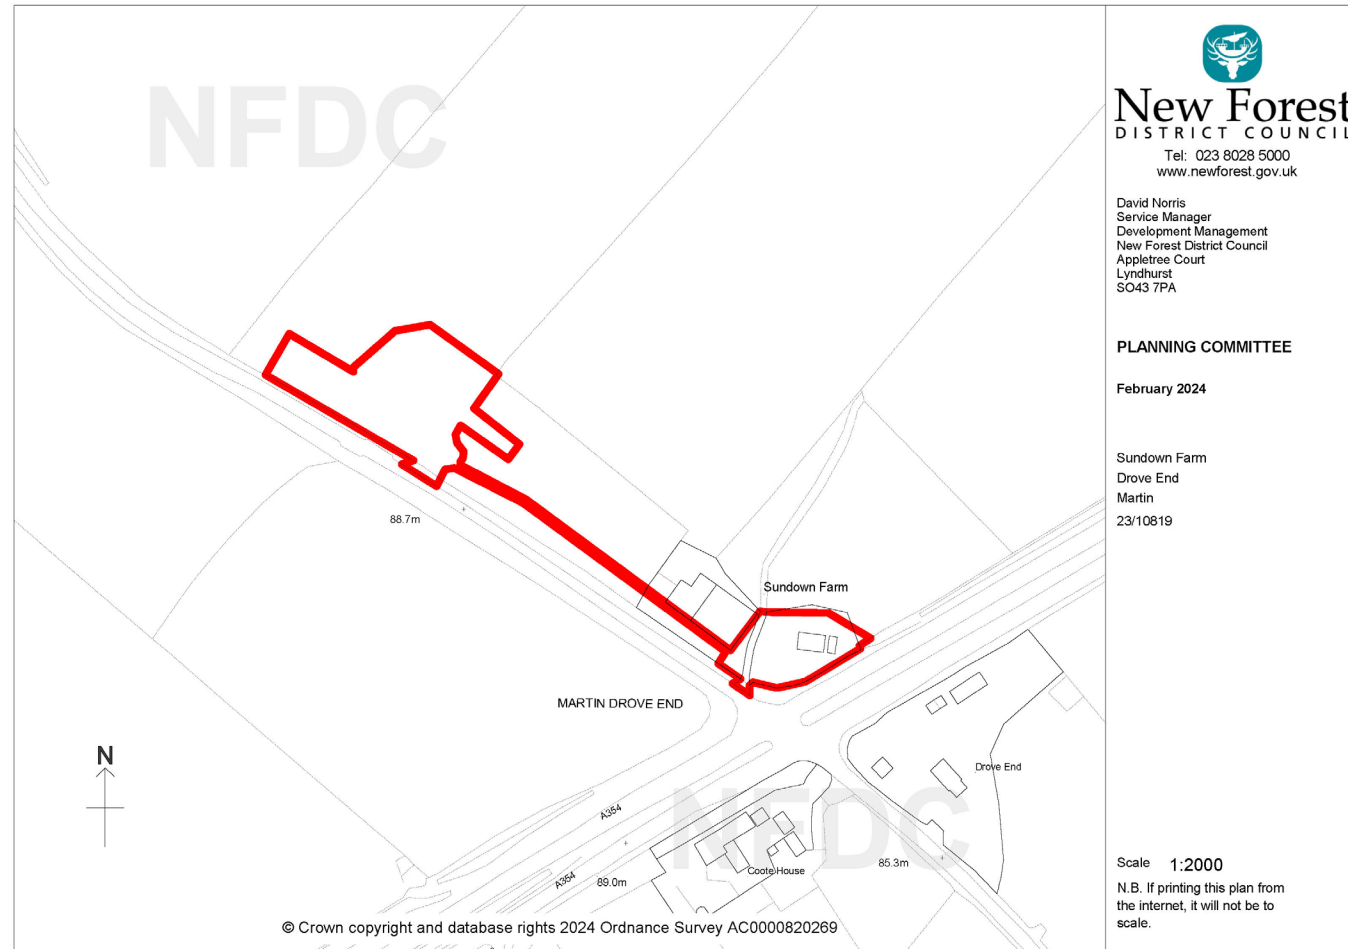 NFDC
88.7m
Sundown Farm
MARTIN DROVE END
N
Drove End
A354
NFDC
Coote House
85.3m
A354
89.0m
© Crown copyright and database rights 2024 Ordnance Survey AC0000820269
New Forest
DISTRICT COUNCIL
Tel: 023 8028 5000
www.newforest.gov.uk
David Norris
Service Manager
Development Management
New Forest District Council
Appletree Court
Lyndhurst
SO43 7PA
PLANNING COMMITTEE
February 2024
Sundown Farm
Drove End
Martin
23/10819
Scale 1:2000
N.B. If printing this plan from
the internet, it will not be to
scale.